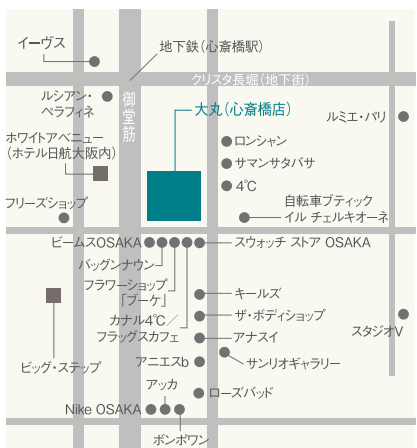 イーヴス
地下鉄(心斎橋駅)
クリスタ長堀(地下街)
ルシアン・
ペラフィネ
御堂筋
大丸(心斎橋店)
ルミエ・パリ
ホワイトアベニュー
(ホテル日航大阪内)
ロンシャン
サマンサタバサ
4℃
フリーズショップ
自転車ブティック
イル チェルキオーネ
ビームスOSAKA
スウォッチ ストア OSAKA
バッグンナウン
フラワーショップ
「ブーケ」
カナル4℃／
フラッグスカフェ
キールズ
ザ・ボディショップ
スタジオV
アナスイ
ビッグ・ステップ
アニエスb
サンリオギャラリー
アッカ
ローズバッド
Nike OSAKA
ボンポワン